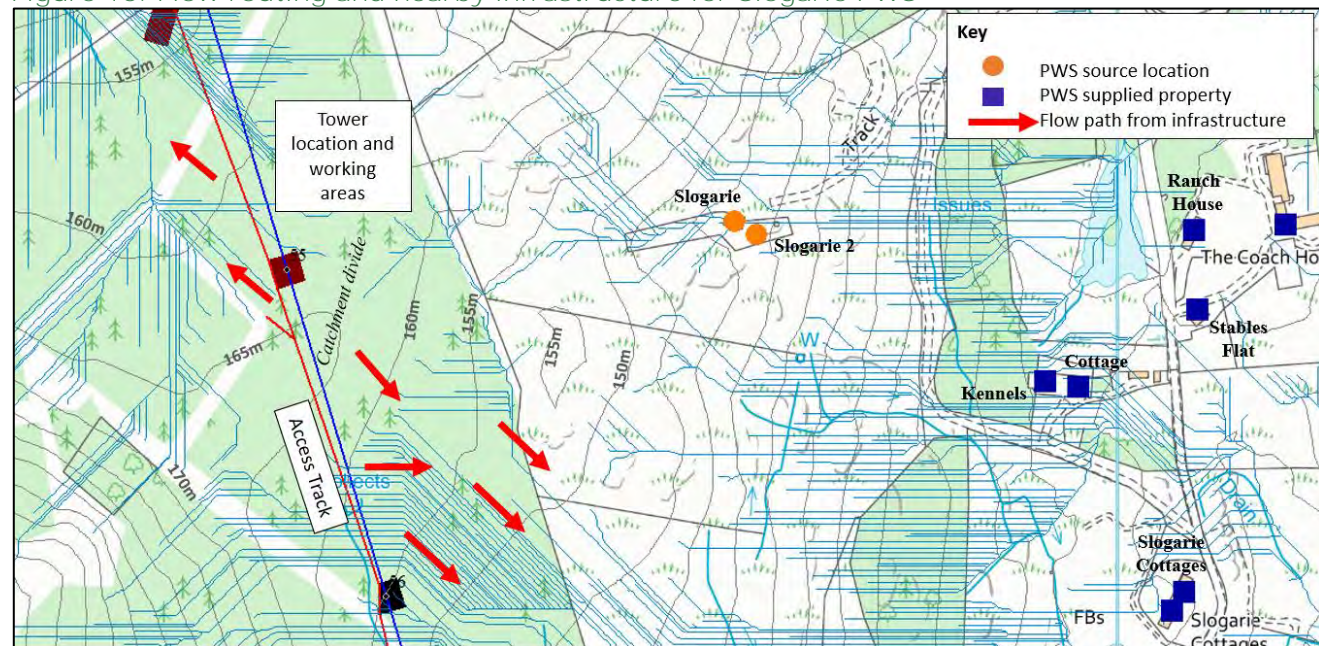 Key
PWS source location
PWS supplied property
Flow path from infrastructure
155m
Tower
location and
working
areas
Track
Slogarie
Slogarie 2
Issues
Ranch
House
The Coach Ho
Stables
Flat
160m
Catchment divide
165m
160m
155m
155m
150m
W
Cottage
Kennels
Access Track
170m
Drain
Slogarie
Cottages
FBs
Slogarie
Cottages